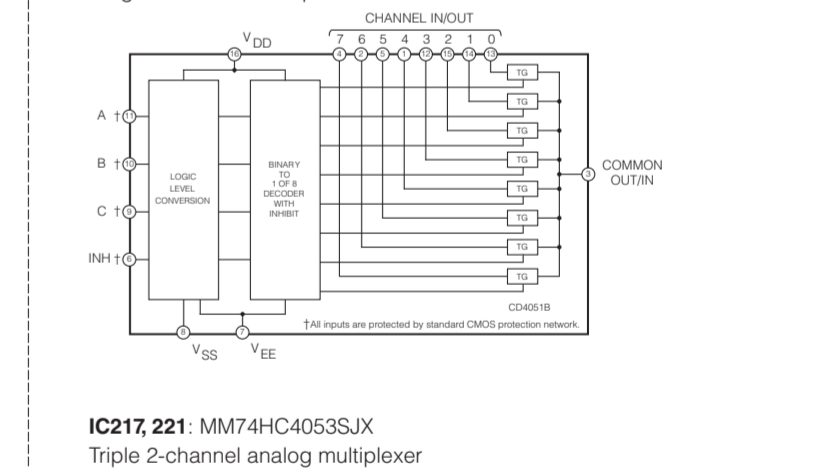 CHANNEL IN/OUT
VDD
7 6 5 4 3 2 1 0
16
4 2 5 1 12 15 14 13
TG
TG
A †11
TG
B †10
LOGIC
LEVEL
CONVERSION
BINARY
TO
1 OF 8
DECODER
WITH
INHIBIT
TG
3
COMMON
OUT/IN
TG
C †9
TG
TG
INH †6
TG
CD4051B
†All inputs are protected by standard CMOS protection network.
8
7
VSS
VEE
IC217, 221: MM74HC4053SJX
Triple 2-channel analog multiplexer